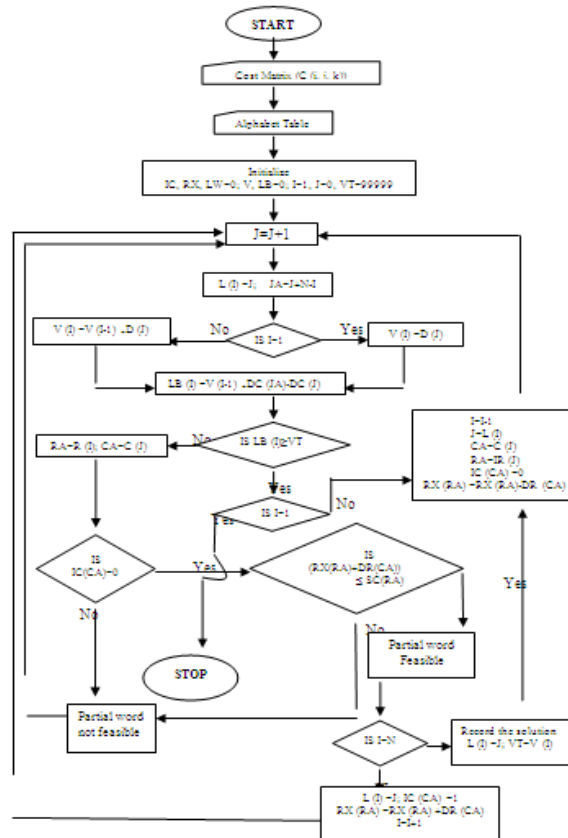 START
Cost Matrix (C (i, j, k))
Alphabet Table
Initialize
IC, RX, LW=0; V, LB=0; I=1, J=0, VT=99999
J=J+1
L (I) =J; JA=J+N-I
IS I=1
No
Yes
V (I) =V (I-1) +D (J)
V (I) =D (J)
LB (I) =V (I-1) +DC (JA)-DC (J)
IS LB (I)≥VT
No
Yes
RA=R (I); CA=C (J)
IS I=1
Yes
No
I=I-1
J=L (I)
CA=C (J)
RA=IR (J)
IC (CA) =0
RX (RA) =RX (RA)-DR (CA)
IS
IC(CA)=0
Yes
No
IS
(RX(RA)+DR(CA))
≤ SC(RA)
No
Yes
Partial word
Feasible
STOP
Partial word
not feasible
IS I=N
Record the solution
L (I) =J; VT=V (I)
L (I) =J; IC (CA) =1
RX (RA) =RX (RA) +DR (CA)
I=I+1